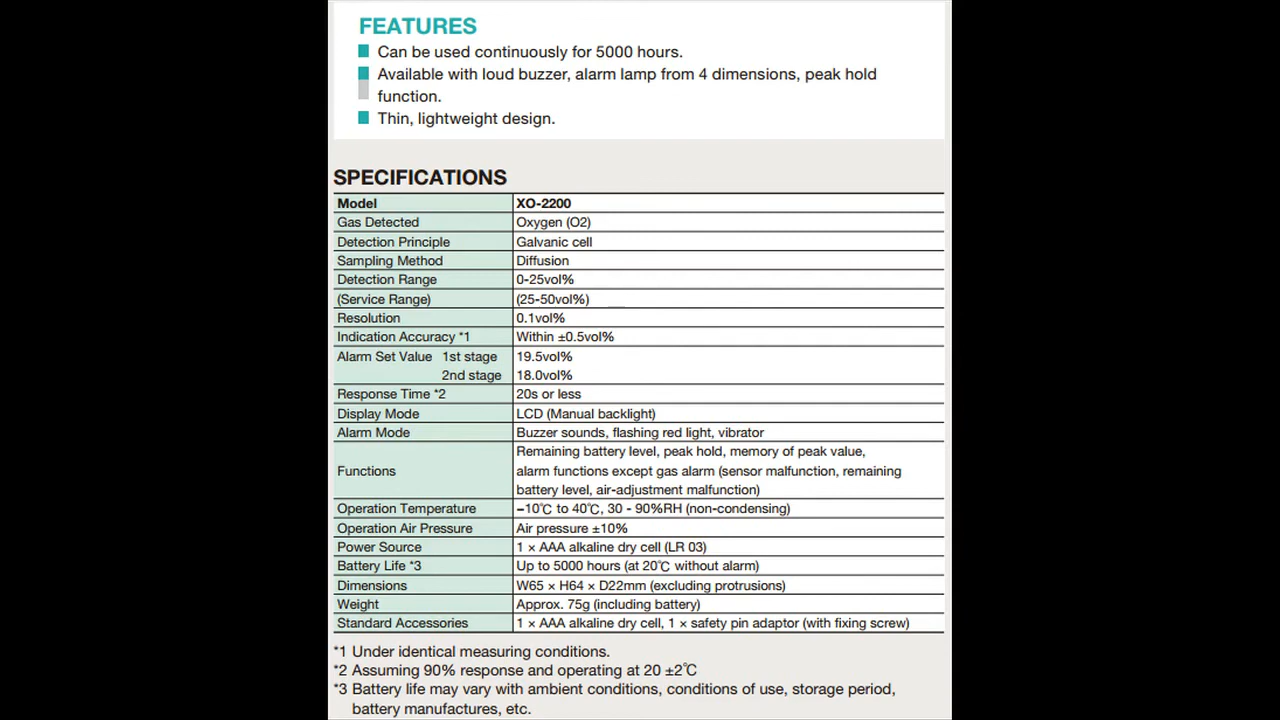 FEATURES
Can be used continuously for 5000 hours.
Available with loud buzzer, alarm lamp from 4 dimensions, peak hold
function.
Thin, lightweight design.
SPECIFICATIONS
Model XO-2200
Gas Detected Oxygen (O2)
Detection Principle Galvanic cell
Sampling Method Diffusion
Detection Range 0-25vol%
(Service Range) (25-50vol%)
Resolution 0.1vol%
Indication Accuracy *1 Within ±0.5vol%
Alarm Set Value 1st stage 19.5vol%
2nd stage 18.0vol%
Response Time *2 20s or less
Display Mode LCD (Manual backlight)
Alarm Mode Buzzer sounds, flashing red light, vibrator
Remaining battery level, peak hold, memory of peak value,
Functions alarm functions except gas alarm (sensor malfunction, remaining
battery level, air-adjustment malfunction)
Operation Temperature −10℃ to 40℃, 30 - 90%RH (non-condensing)
Operation Air Pressure Air pressure ±10%
Power Source 1 × AAA alkaline dry cell (LR 03)
Battery Life *3 Up to 5000 hours (at 20℃ without alarm)
Dimensions W65 × H64 × D22mm (excluding protrusions)
Weight Approx. 75g (including battery)
Standard Accessories 1 × AAA alkaline dry cell, 1 × safety pin adaptor (with fixing screw)
*1 Under identical measuring conditions.
*2 Assuming 90% response and operating at 20 ±2℃
*3 Battery life may vary with ambient conditions, conditions of use, storage period,
battery manufactures, etc.